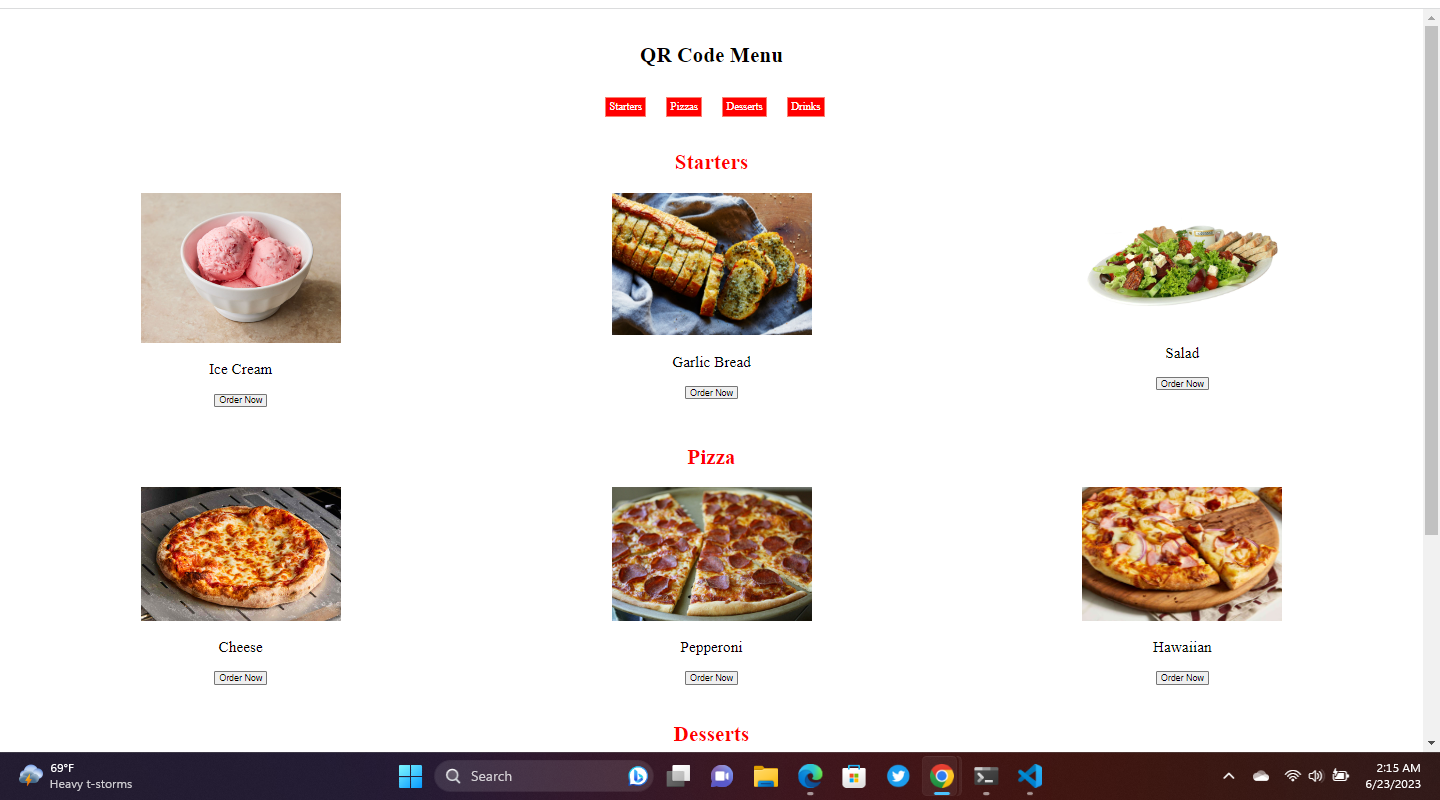 QR Code Menu
Starters Pizzas Desserts Drinks
Starters
Ice Cream Garlic Bread Salad
Order Now Order Now Order Now
Pizza
Cheese Pepperoni Hawaiian
Order Now Order Now Order Now
Desserts
69°F
Heavy t-storms
Search
2:15 AM
6/23/2023